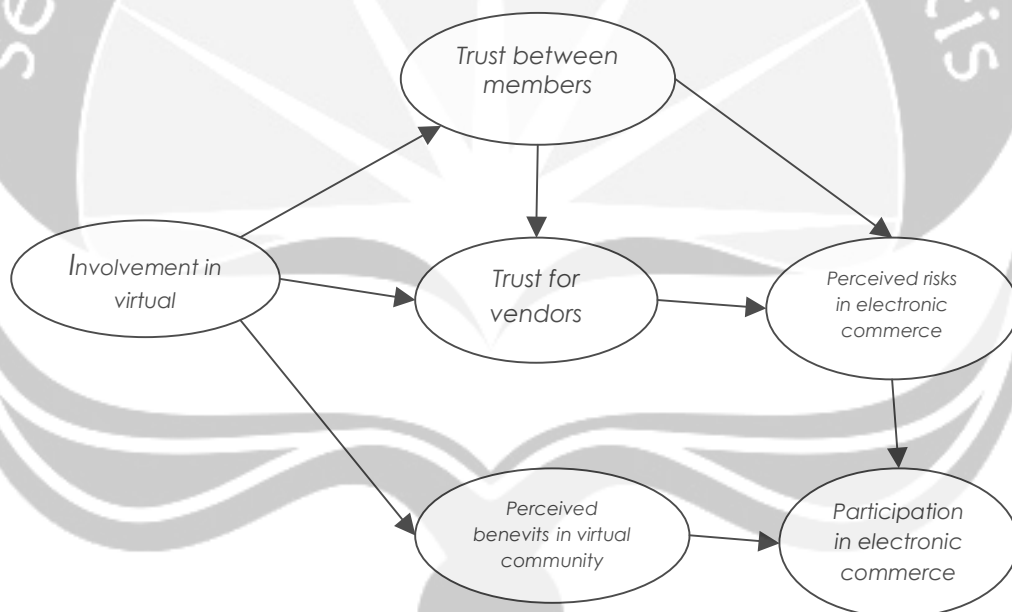 Trust between
members
Involvement in
virtual
Trust for
vendors
Perceived risks
in electronic
commerce
Perceived
benevits in virtual
community
Participation
in electronic
commerce